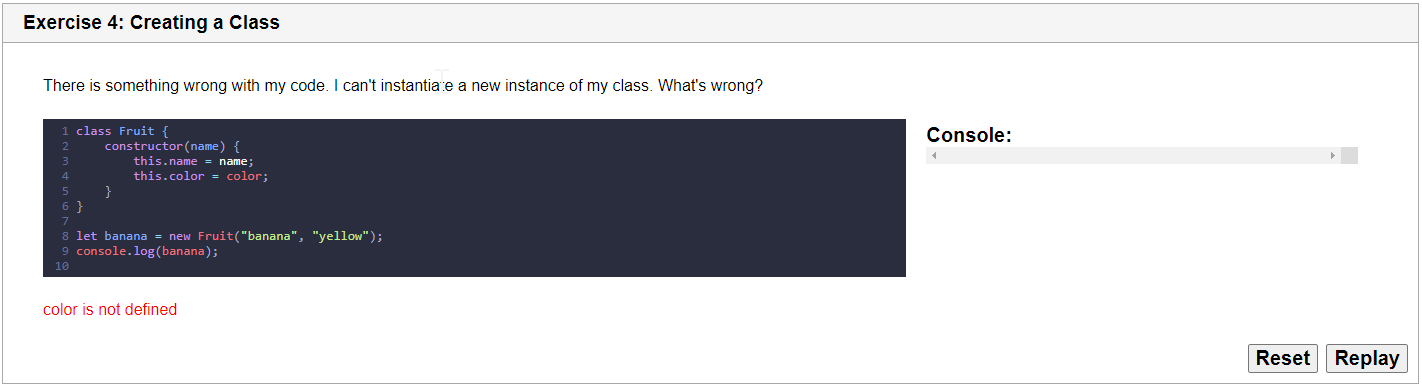 Exercise 4: Creating a Class
There is something wrong with my code. I can't instantiate a new instance of my class. What's wrong?
1 class Fruit {
2     constructor(name) {
3         this.name = name;
4         this.color = color;
5     }
6 }
7
8 let banana = new Fruit("banana", "yellow");
9 console.log(banana);
10
Console:
color is not defined
Reset Replay